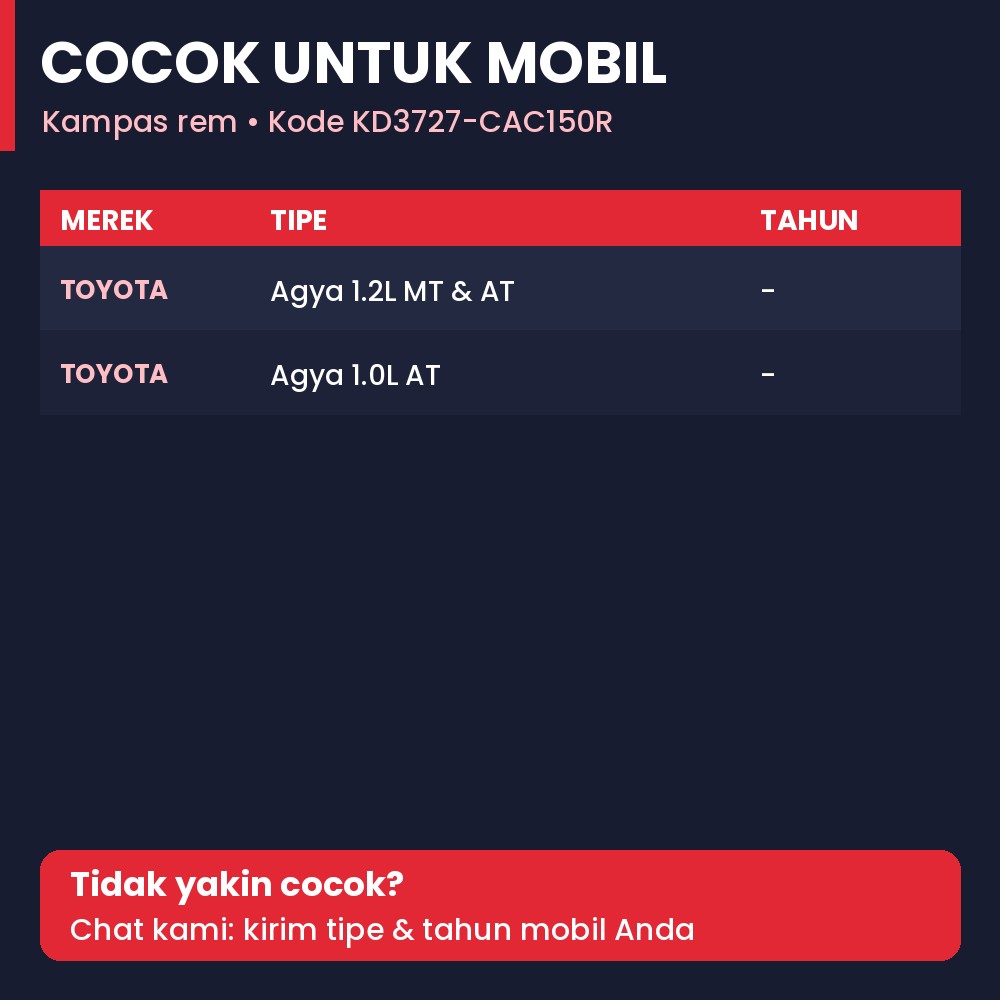 COCOK UNTUK MOBIL
Kampas rem • Kode KD3727-CAC150R
MEREK TIPE TAHUN
TOYOTA Agya 1.2L MT & AT -
TOYOTA Agya 1.0L AT -
Tidak yakin cocok?
Chat kami: kirim tipe & tahun mobil Anda